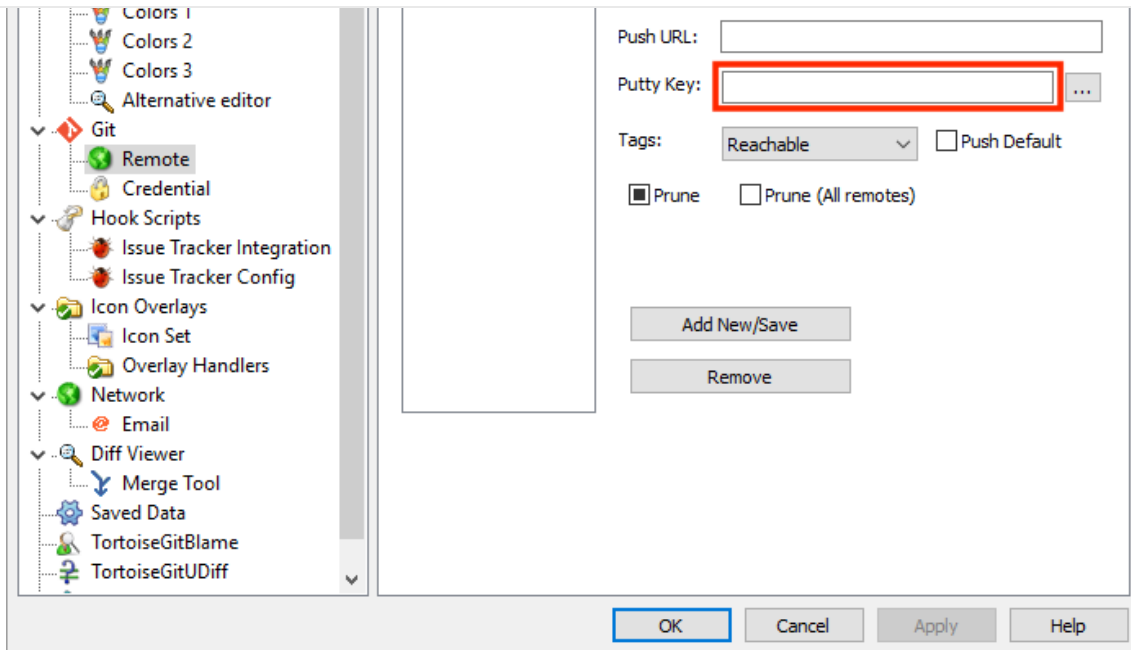 Colors 1
Colors 2
Colors 3
Alternative editor
Git
Remote
Credential
Hook Scripts
Issue Tracker Integration
Issue Tracker Config
Icon Overlays
Icon Set
Overlay Handlers
Network
Email
Diff Viewer
Merge Tool
Saved Data
TortoiseGitBlame
TortoiseGitUDiff
Push URL:
Putty Key:
...
Tags:
Reachable
Push Default
Prune
Prune (All remotes)
Add New/Save
Remove
OK
Cancel
Apply
Help